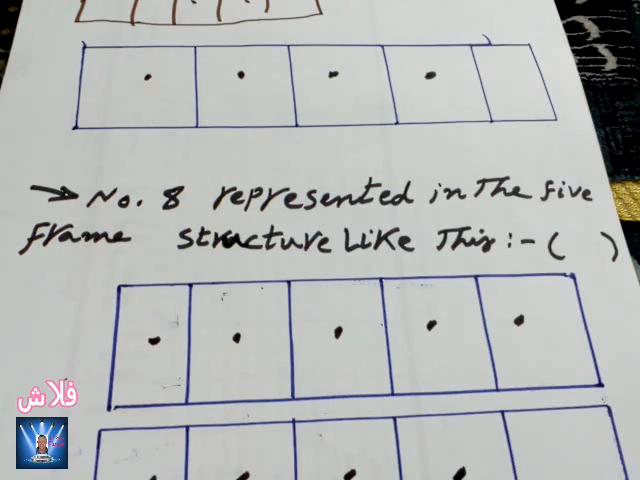 → No. 8 represented in The five
frame structure Like This:- ( )
فلاش